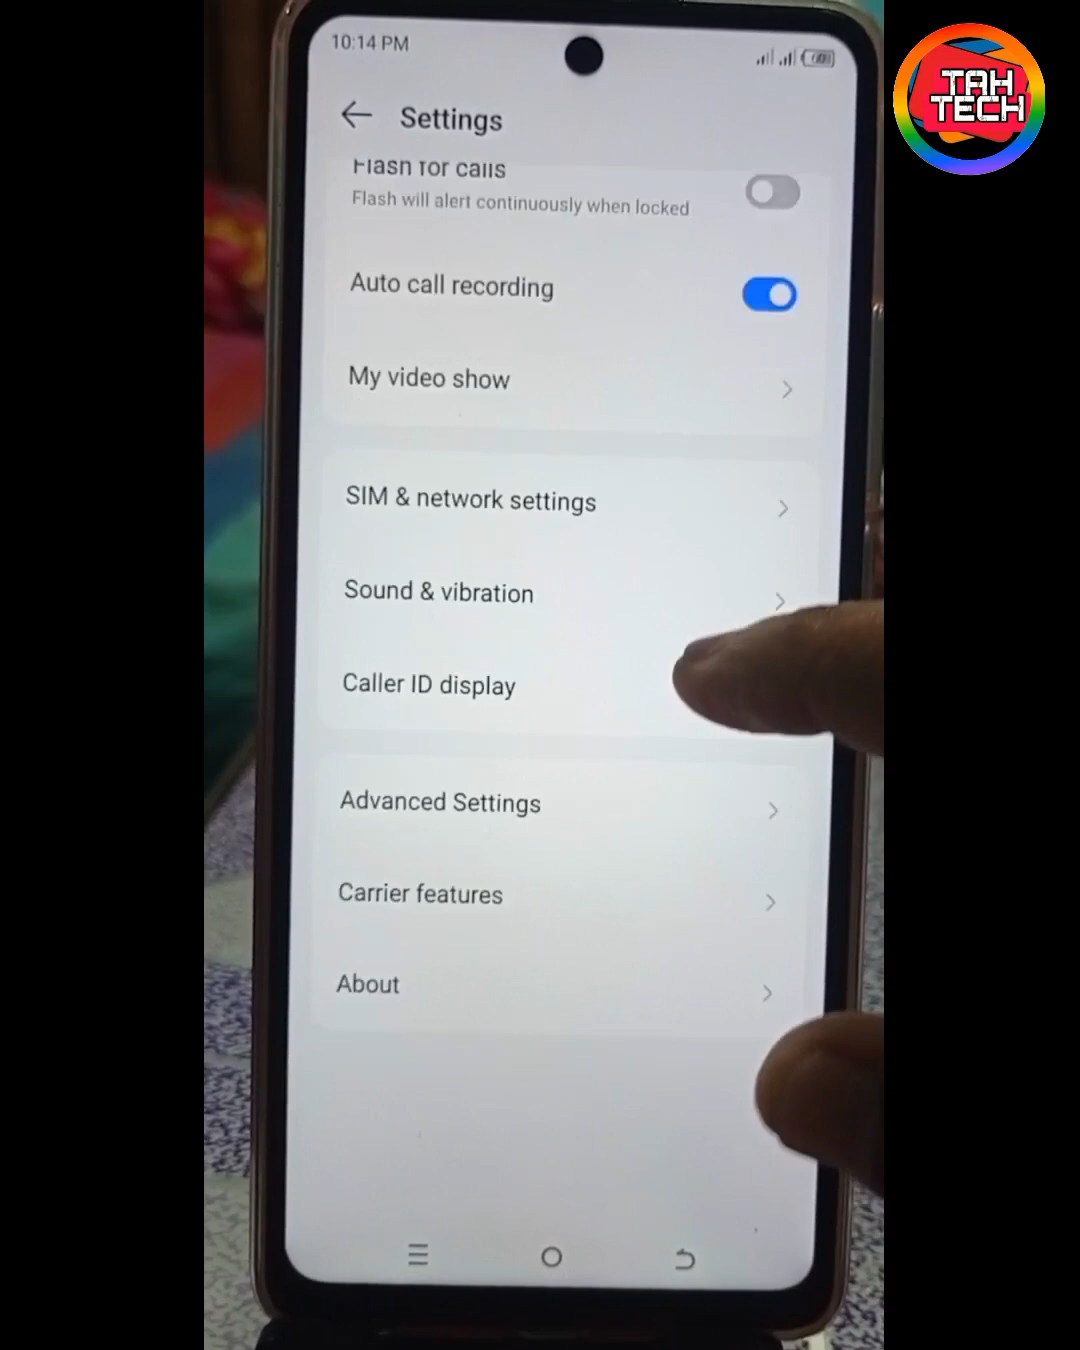 10:14 PM
TAH
TECH
Settings
Flash for calls
Flash will alert continuously when locked
Auto call recording
My video show
SIM & network settings
Sound & vibration
Caller ID display
Advanced Settings
Carrier features
About